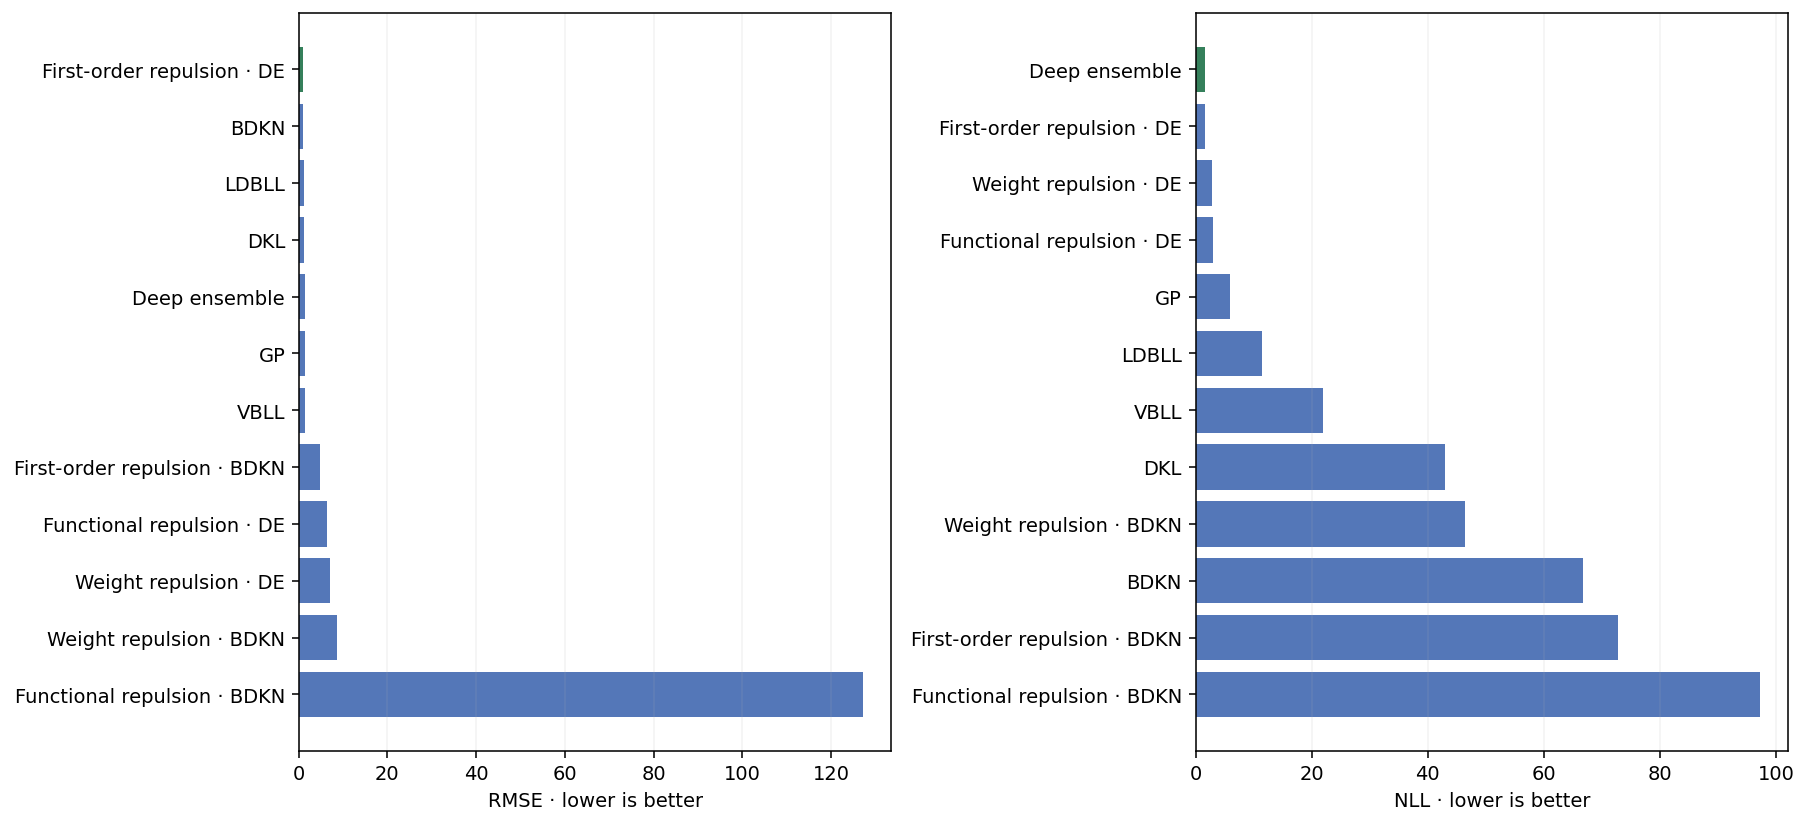 First-order repulsion · DE
BDKN
LDBLL
DKL
Deep ensemble
GP
VBLL
First-order repulsion · BDKN
Functional repulsion · DE
Weight repulsion · DE
Weight repulsion · BDKN
Functional repulsion · BDKN
0 20 40 60 80 100 120
RMSE · lower is better
Deep ensemble
First-order repulsion · DE
Weight repulsion · DE
Functional repulsion · DE
GP
LDBLL
VBLL
DKL
Weight repulsion · BDKN
BDKN
First-order repulsion · BDKN
Functional repulsion · BDKN
0 20 40 60 80 100
NLL · lower is better